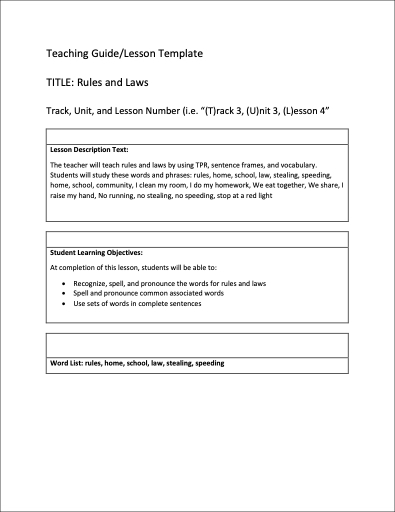 Teaching Guide/Lesson Template
TITLE: Rules and Laws
Track, Unit, and Lesson Number (i.e. “(T)rack 3, (U)nit 3, (L)esson 4”
Lesson Description Text:
The teacher will teach rules and laws by using TPR, sentence frames, and vocabulary.
Students will study these words and phrases: rules, home, school, law, stealing, speeding,
home, school, community, I clean my room, I do my homework, We eat together, We share, I
raise my hand, No running, no stealing, no speeding, stop at a red light
Student Learning Objectives:
At completion of this lesson, students will be able to:
• Recognize, spell, and pronounce the words for rules and laws
• Spell and pronounce common associated words
• Use sets of words in complete sentences
Word List: rules, home, school, law, stealing, speeding